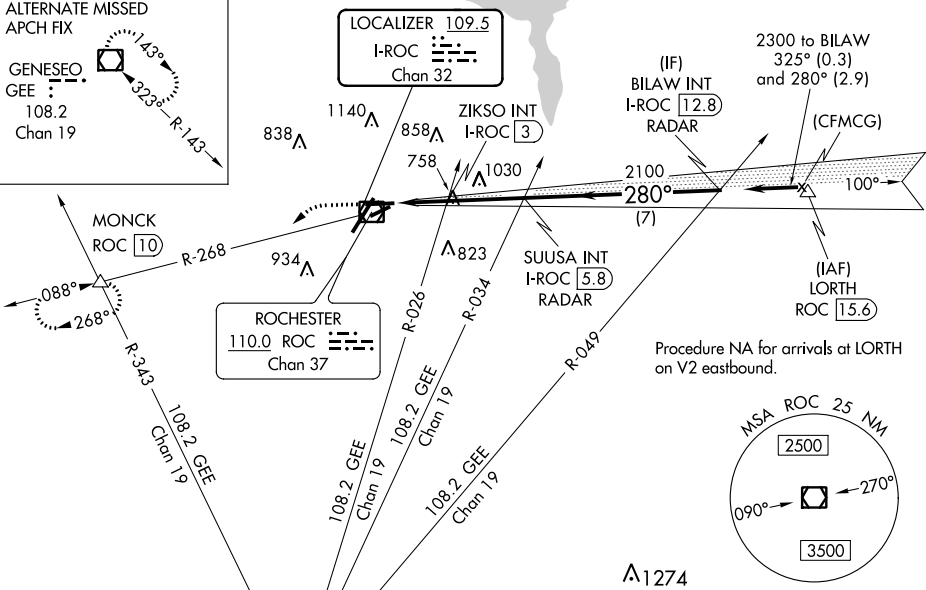 ALTERNATE MISSED
APCH FIX
143°
GENESEO
GEE
108.2
Chan 19
323°
R-143
LOCALIZER 109.5
I-ROC
Chan 32
2300 to BILAW
325° (0.3)
and 280° (2.9)
(IF)
BILAW INT
I-ROC 12.8
RADAR
(CFMCG)
ZIKSO INT
I-ROC 3
1140
838
858
758
1030
2100
280°
(7)
100°
MONCK
ROC 10
R-268
088°
268°
934
823
SUUSA INT
I-ROC 5.8
RADAR
(IAF)
LORTH
ROC 15.6
ROCHESTER
110.0 ROC
Chan 37
R-026
R-034
R-049
R-343
108.2 GEE
Chan 19
108.2 GEE
Chan 19
108.2 GEE
Chan 19
108.2 GEE
Chan 19
Procedure NA for arrivals at LORTH
on V2 eastbound.
MSA ROC 25 NM
2500
090°
270°
3500
1274